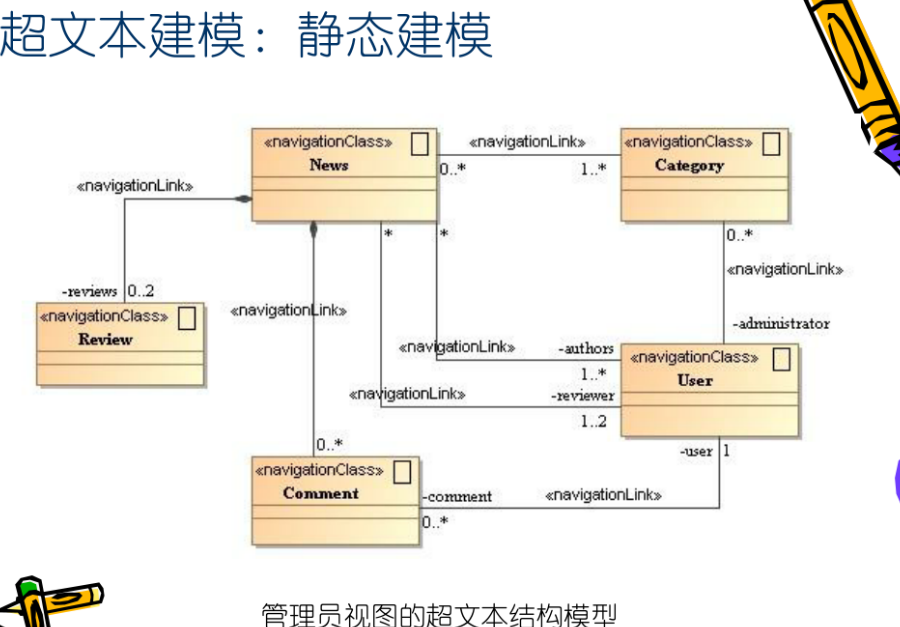 超文本建模：静态建模
«navigationClass»
News
«navigationLink»
0..*
1..*
«navigationClass»
Category
«navigationLink»
*
*
0..*
«navigationLink»
-reviews 0..2
«navigationClass»
Review
«navigationLink»
-administrator
«navigationLink»
-authors
1..*
«navigationClass»
User
«navigationLink»
-reviewer
1..2
0..*
-user 1
«navigationClass»
Comment
-comment
0..*
«navigationLink»
管理员视图的超文本结构模型